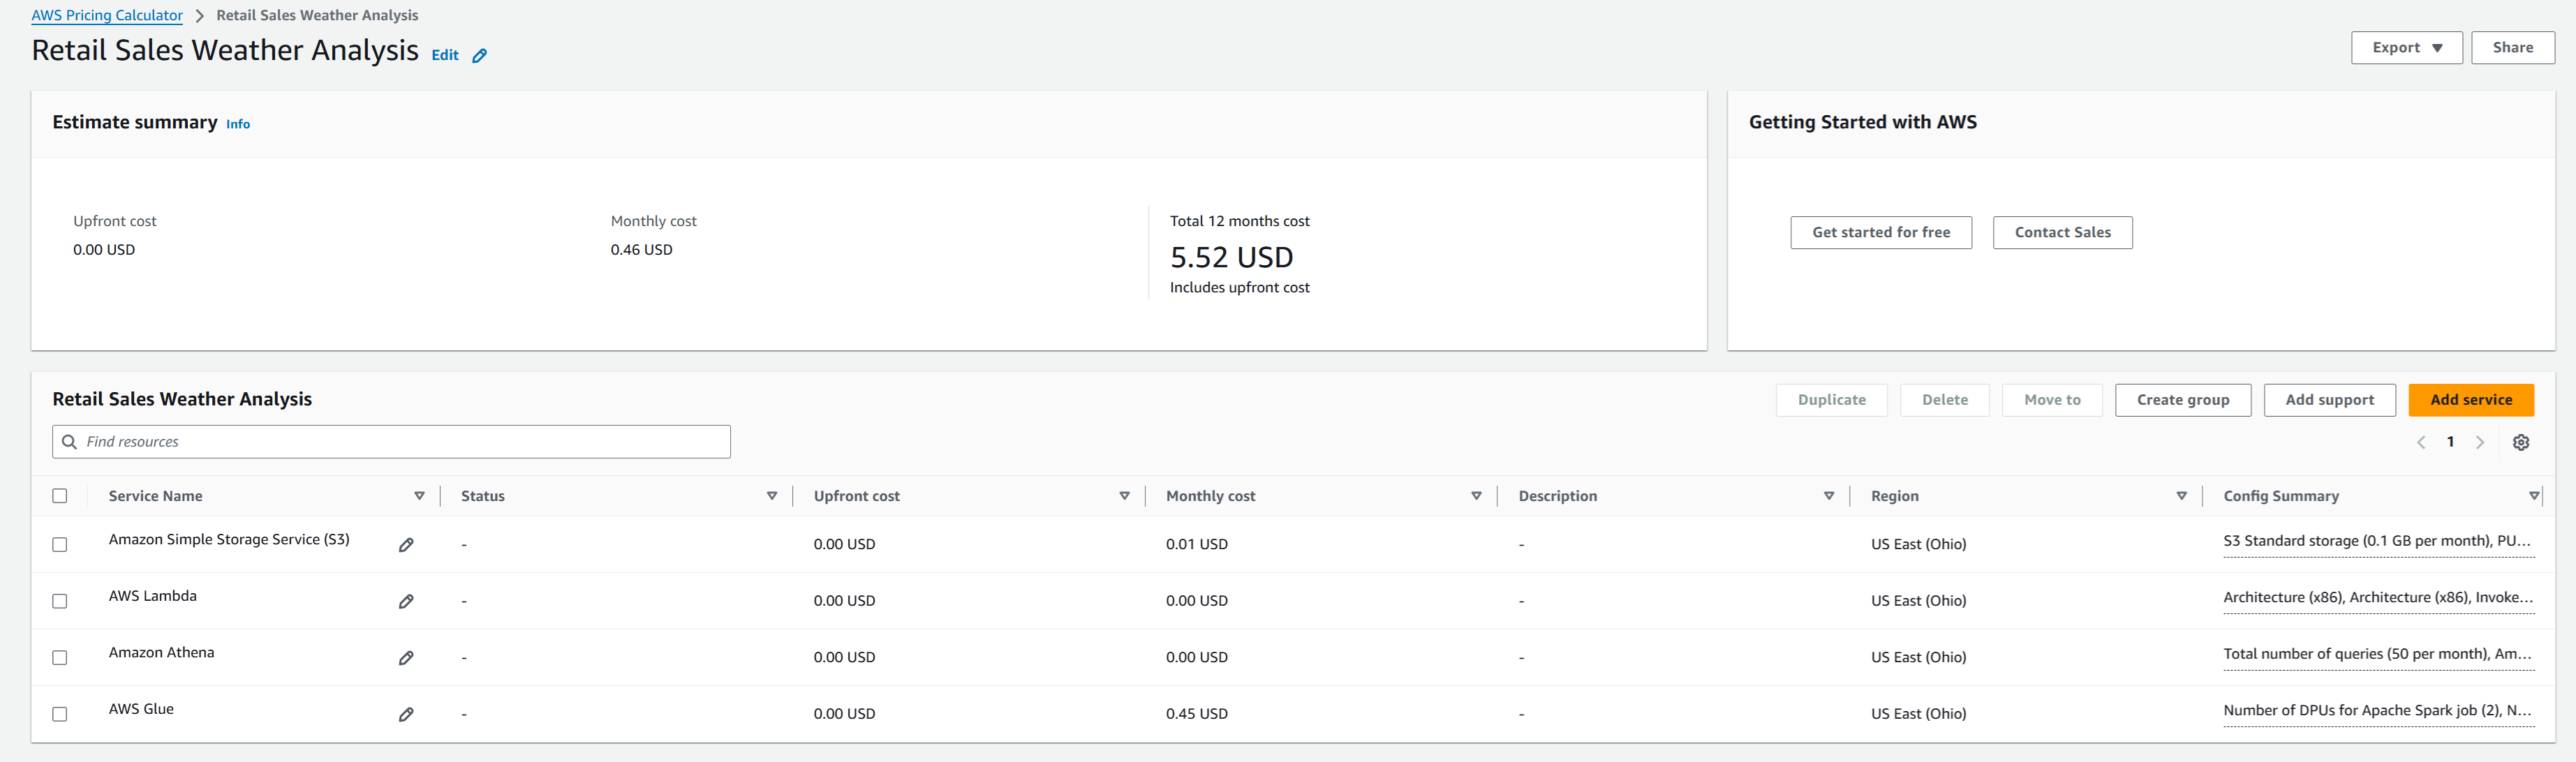 AWS Pricing Calculator > Retail Sales Weather Analysis
Retail Sales Weather Analysis Edit
Export Share
Estimate summary Info
Getting Started with AWS
Upfront cost Monthly cost Total 12 months cost
0.00 USD 0.46 USD 5.52 USD
Includes upfront cost
Get started for free Contact Sales
Retail Sales Weather Analysis
Duplicate Delete Move to Create group Add support Add service
Find resources
1
Service Name Status Upfront cost Monthly cost Description Region Config Summary
Amazon Simple Storage Service (S3) - 0.00 USD 0.01 USD - US East (Ohio) S3 Standard storage (0.1 GB per month), PU...
AWS Lambda - 0.00 USD 0.00 USD - US East (Ohio) Architecture (x86), Architecture (x86), Invoke...
Amazon Athena - 0.00 USD 0.00 USD - US East (Ohio) Total number of queries (50 per month), Am...
AWS Glue - 0.00 USD 0.45 USD - US East (Ohio) Number of DPUs for Apache Spark job (2), N...